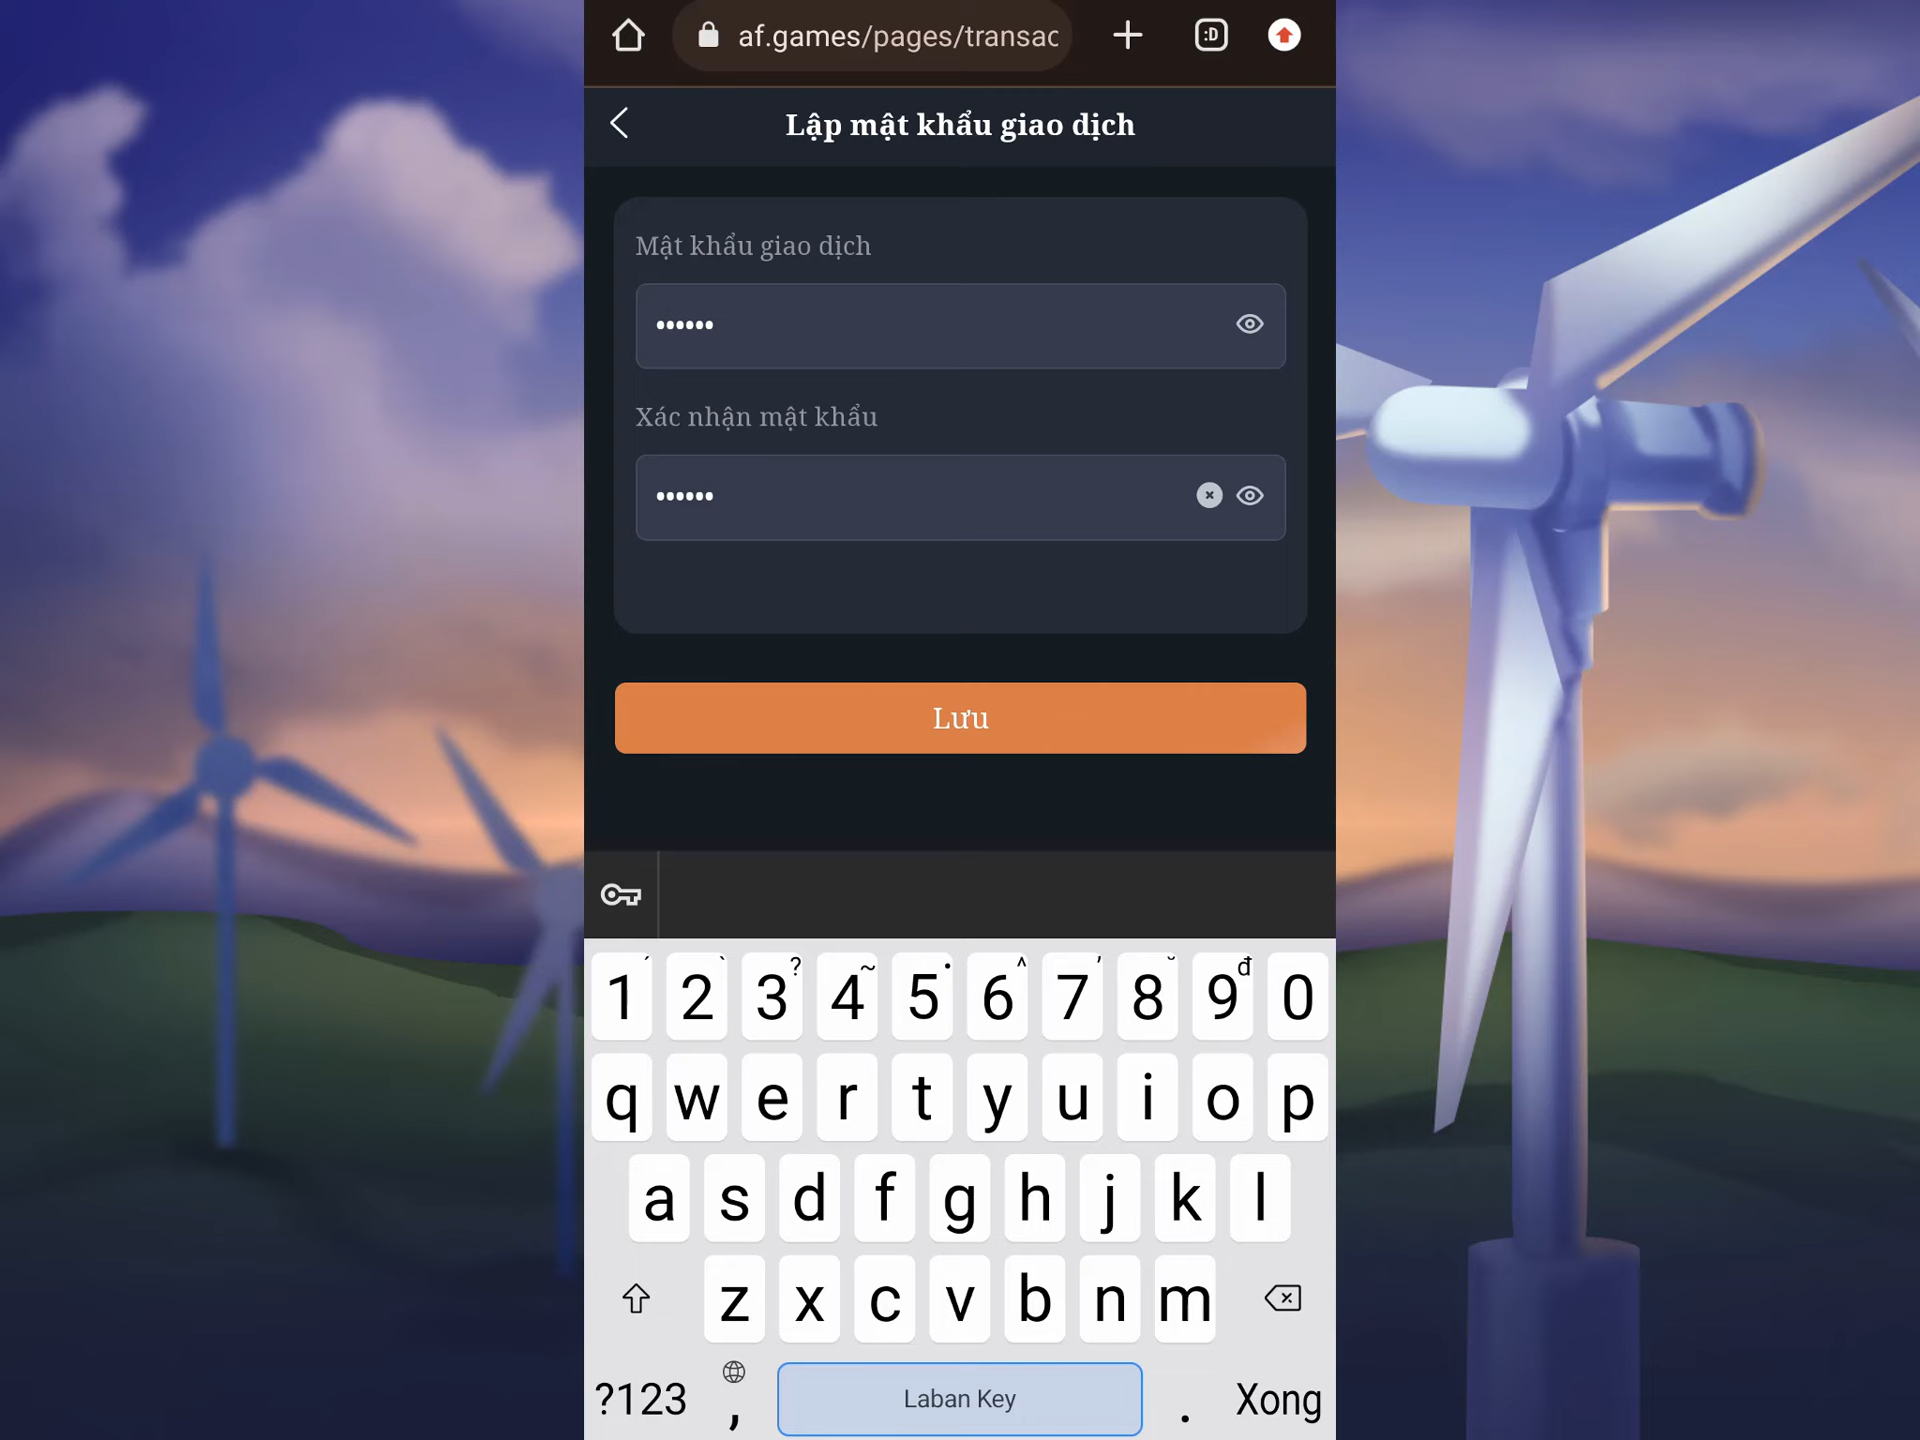 af.games/pages/transac
:D
Lập mật khẩu giao dịch
Mật khẩu giao dịch
••••••
Xác nhận mật khẩu
••••••
Lưu
1 2 3 4 5 6 7 8 9 0
? ~ ^ đ
q w e r t y u i o p
a s d f g h j k l
z x c v b n m
?123 , Laban Key . Xong